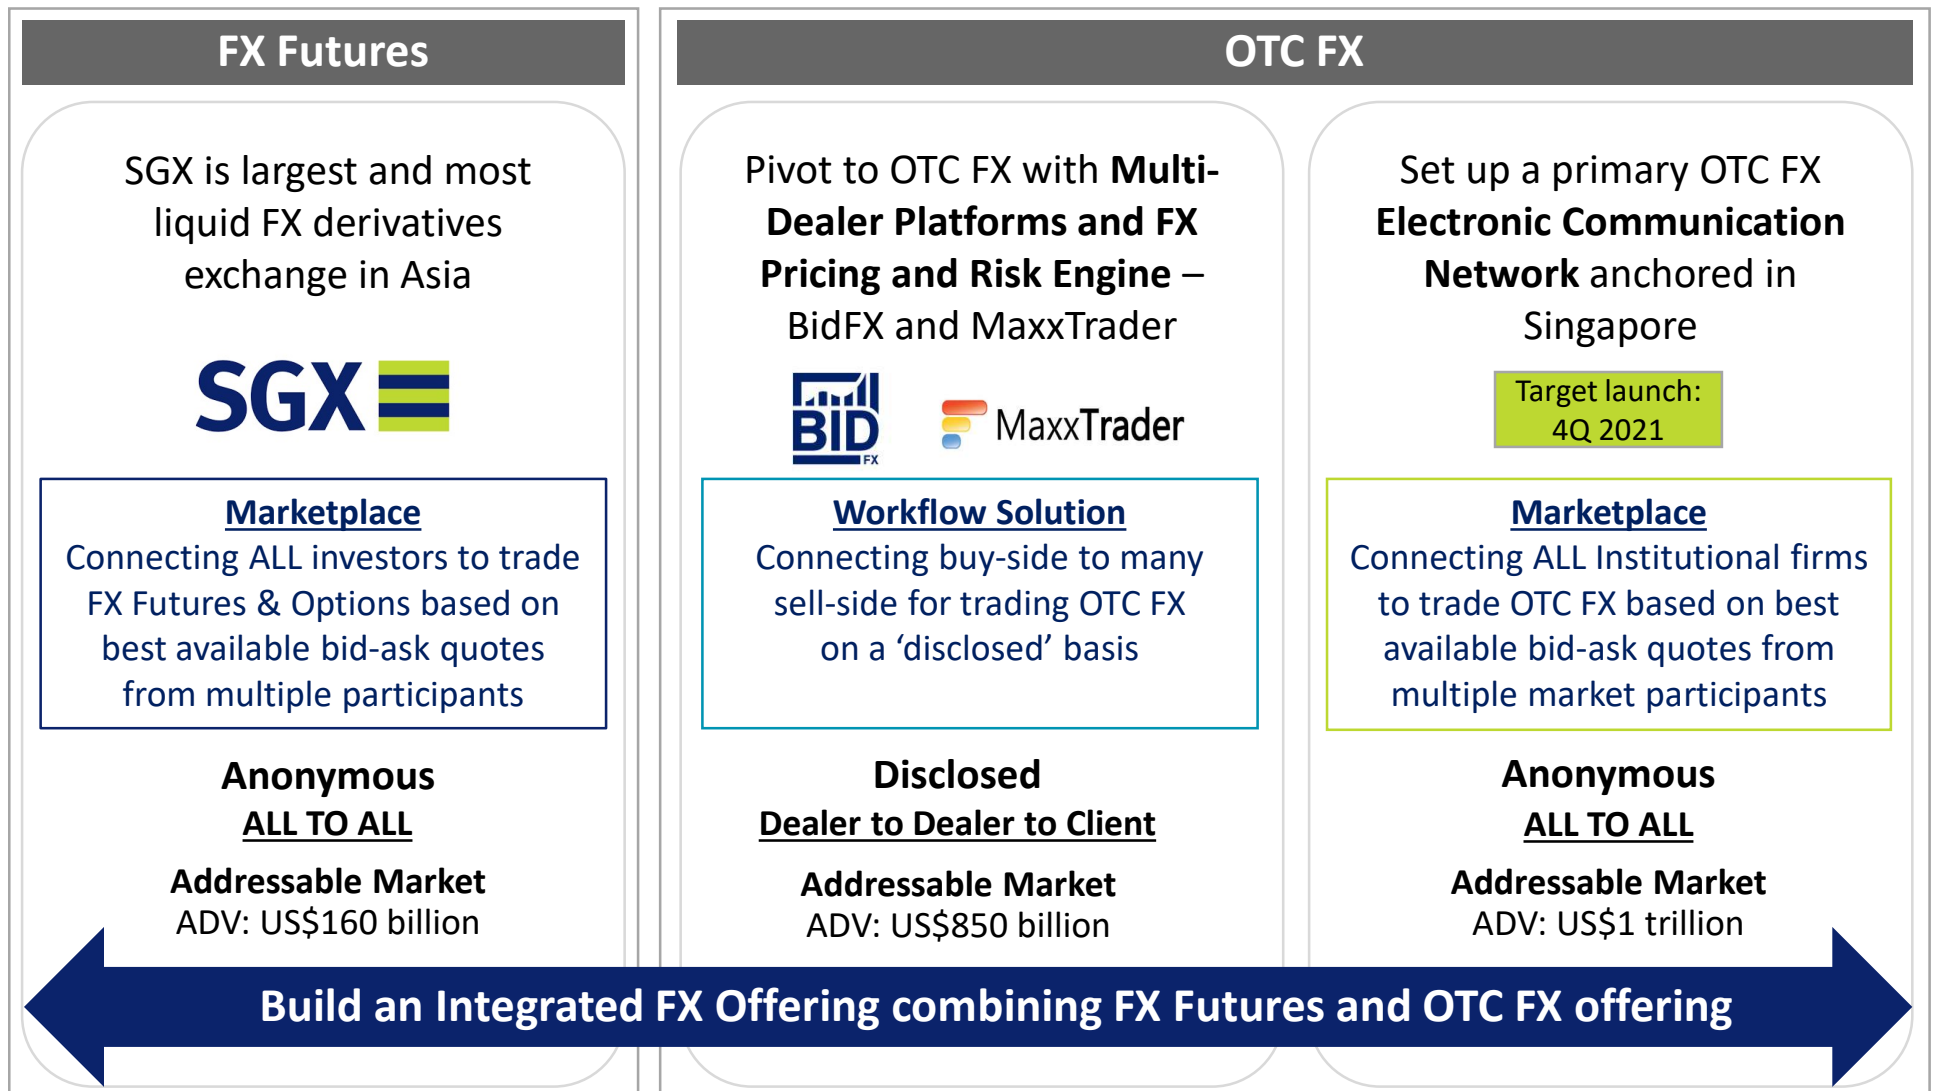 FX Futures
SGX is largest and most
liquid FX derivatives
exchange in Asia
SGX
Marketplace
Connecting ALL investors to trade
FX Futures & Options based on
best available bid-ask quotes
from multiple participants
Anonymous
ALL TO ALL
Addressable Market
ADV: US$160 billion
OTC FX
Pivot to OTC FX with Multi-
Dealer Platforms and FX
Pricing and Risk Engine –
BidFX and MaxxTrader
BID
FX
MaxxTrader
Workflow Solution
Connecting buy-side to many
sell-side for trading OTC FX
on a ‘disclosed’ basis
Disclosed
Dealer to Dealer to Client
Addressable Market
ADV: US$850 billion
Set up a primary OTC FX
Electronic Communication
Network anchored in
Singapore
Target launch:
4Q 2021
Marketplace
Connecting ALL Institutional firms
to trade OTC FX based on best
available bid-ask quotes from
multiple market participants
Anonymous
ALL TO ALL
Addressable Market
ADV: US$1 trillion
Build an Integrated FX Offering combining FX Futures and OTC FX offering